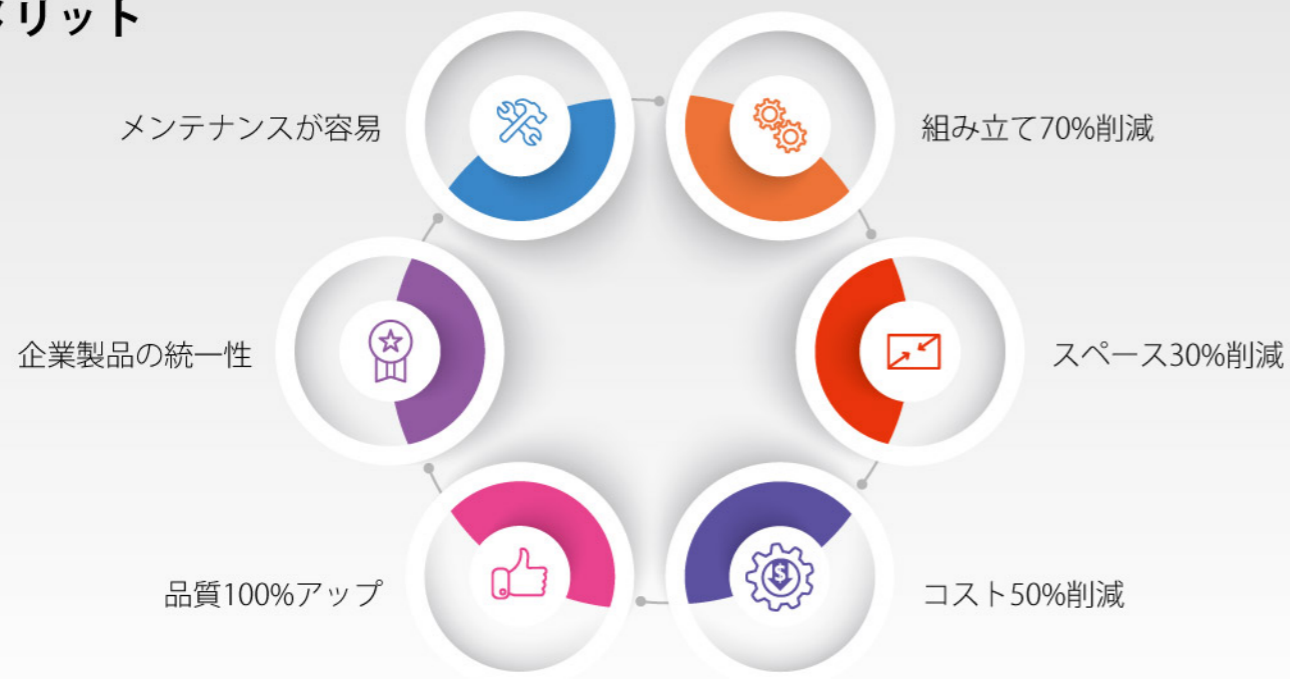 メリット
メンテナンスが容易
組み立て70%削減
企業製品の統一性
スペース30%削減
品質100%アップ
コスト50%削減
$